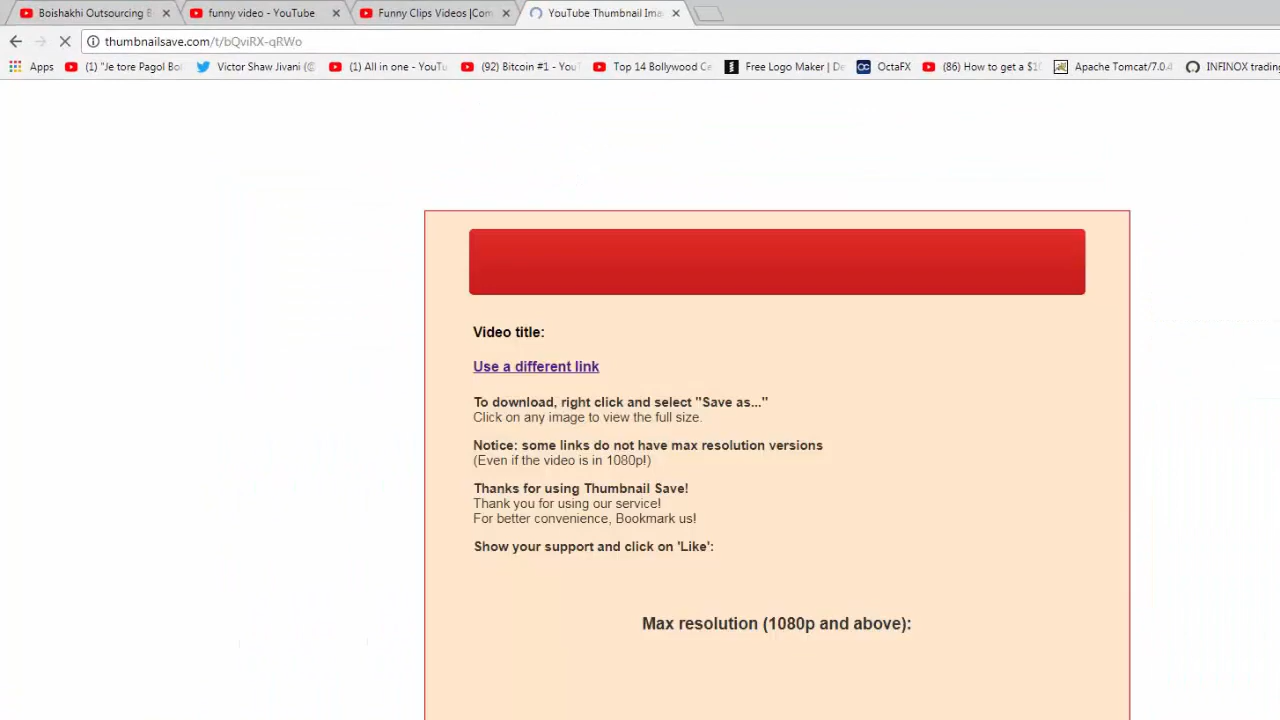 Boishakhi Outsourcing B funny video - YouTube Funny Clips Videos |Com YouTube Thumbnail Ima
thumbnailsave.com/t/bQviRX-qRWo
Apps (1) "Je tore Pagol Bol Victor Shaw Jivani (@ (1) All in one - YouTu (92) Bitcoin #1 - You Top 14 Bollywood Ce Free Logo Maker | De OctaFX (86) How to get a $10 Apache Tomcat/7.0.4 INFINOX trading
Video title:
Use a different link
To download, right click and select "Save as..."
Click on any image to view the full size.
Notice: some links do not have max resolution versions
(Even if the video is in 1080p!)
Thanks for using Thumbnail Save!
Thank you for using our service!
For better convenience, Bookmark us!
Show your support and click on 'Like':
Max resolution (1080p and above):